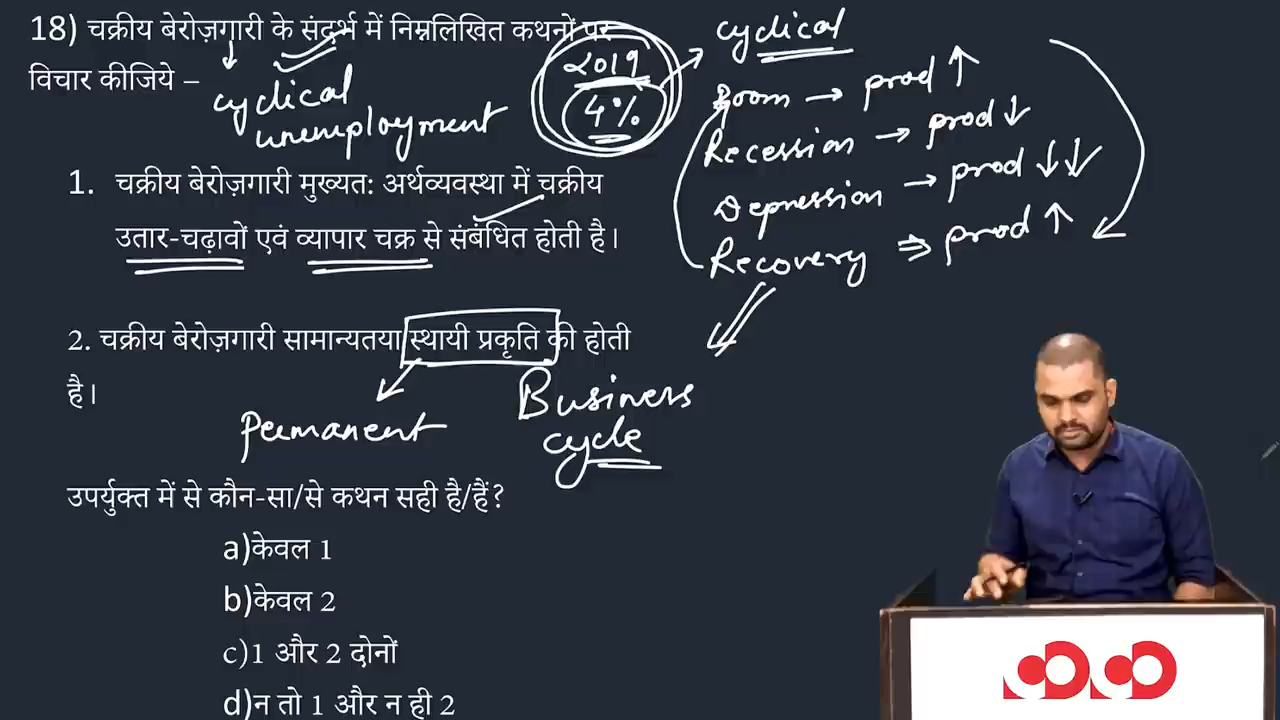 18) चक्रीय बेरोज़गारी के संदर्भ में निम्नलिखित कथनों पर
विचार कीजिये –
cyclical
unemployment
2019
4%
cyclical
Boom → prod ↑
Recession → prod ↓
Depression → prod ↓↓
Recovery ⇒ prod ↑
1. चक्रीय बेरोज़गारी मुख्यत: अर्थव्यवस्था में चक्रीय
उतार-चढ़ावों एवं व्यापार चक्र से संबंधित होती है।
2. चक्रीय बेरोज़गारी सामान्यतया स्थायी प्रकृति की होती
है।
Permanent
Business
cycle
उपर्युक्त में से कौन-सा/से कथन सही है/हैं?
a)केवल 1
b)केवल 2
c)1 और 2 दोनों
d)न तो 1 और न ही 2